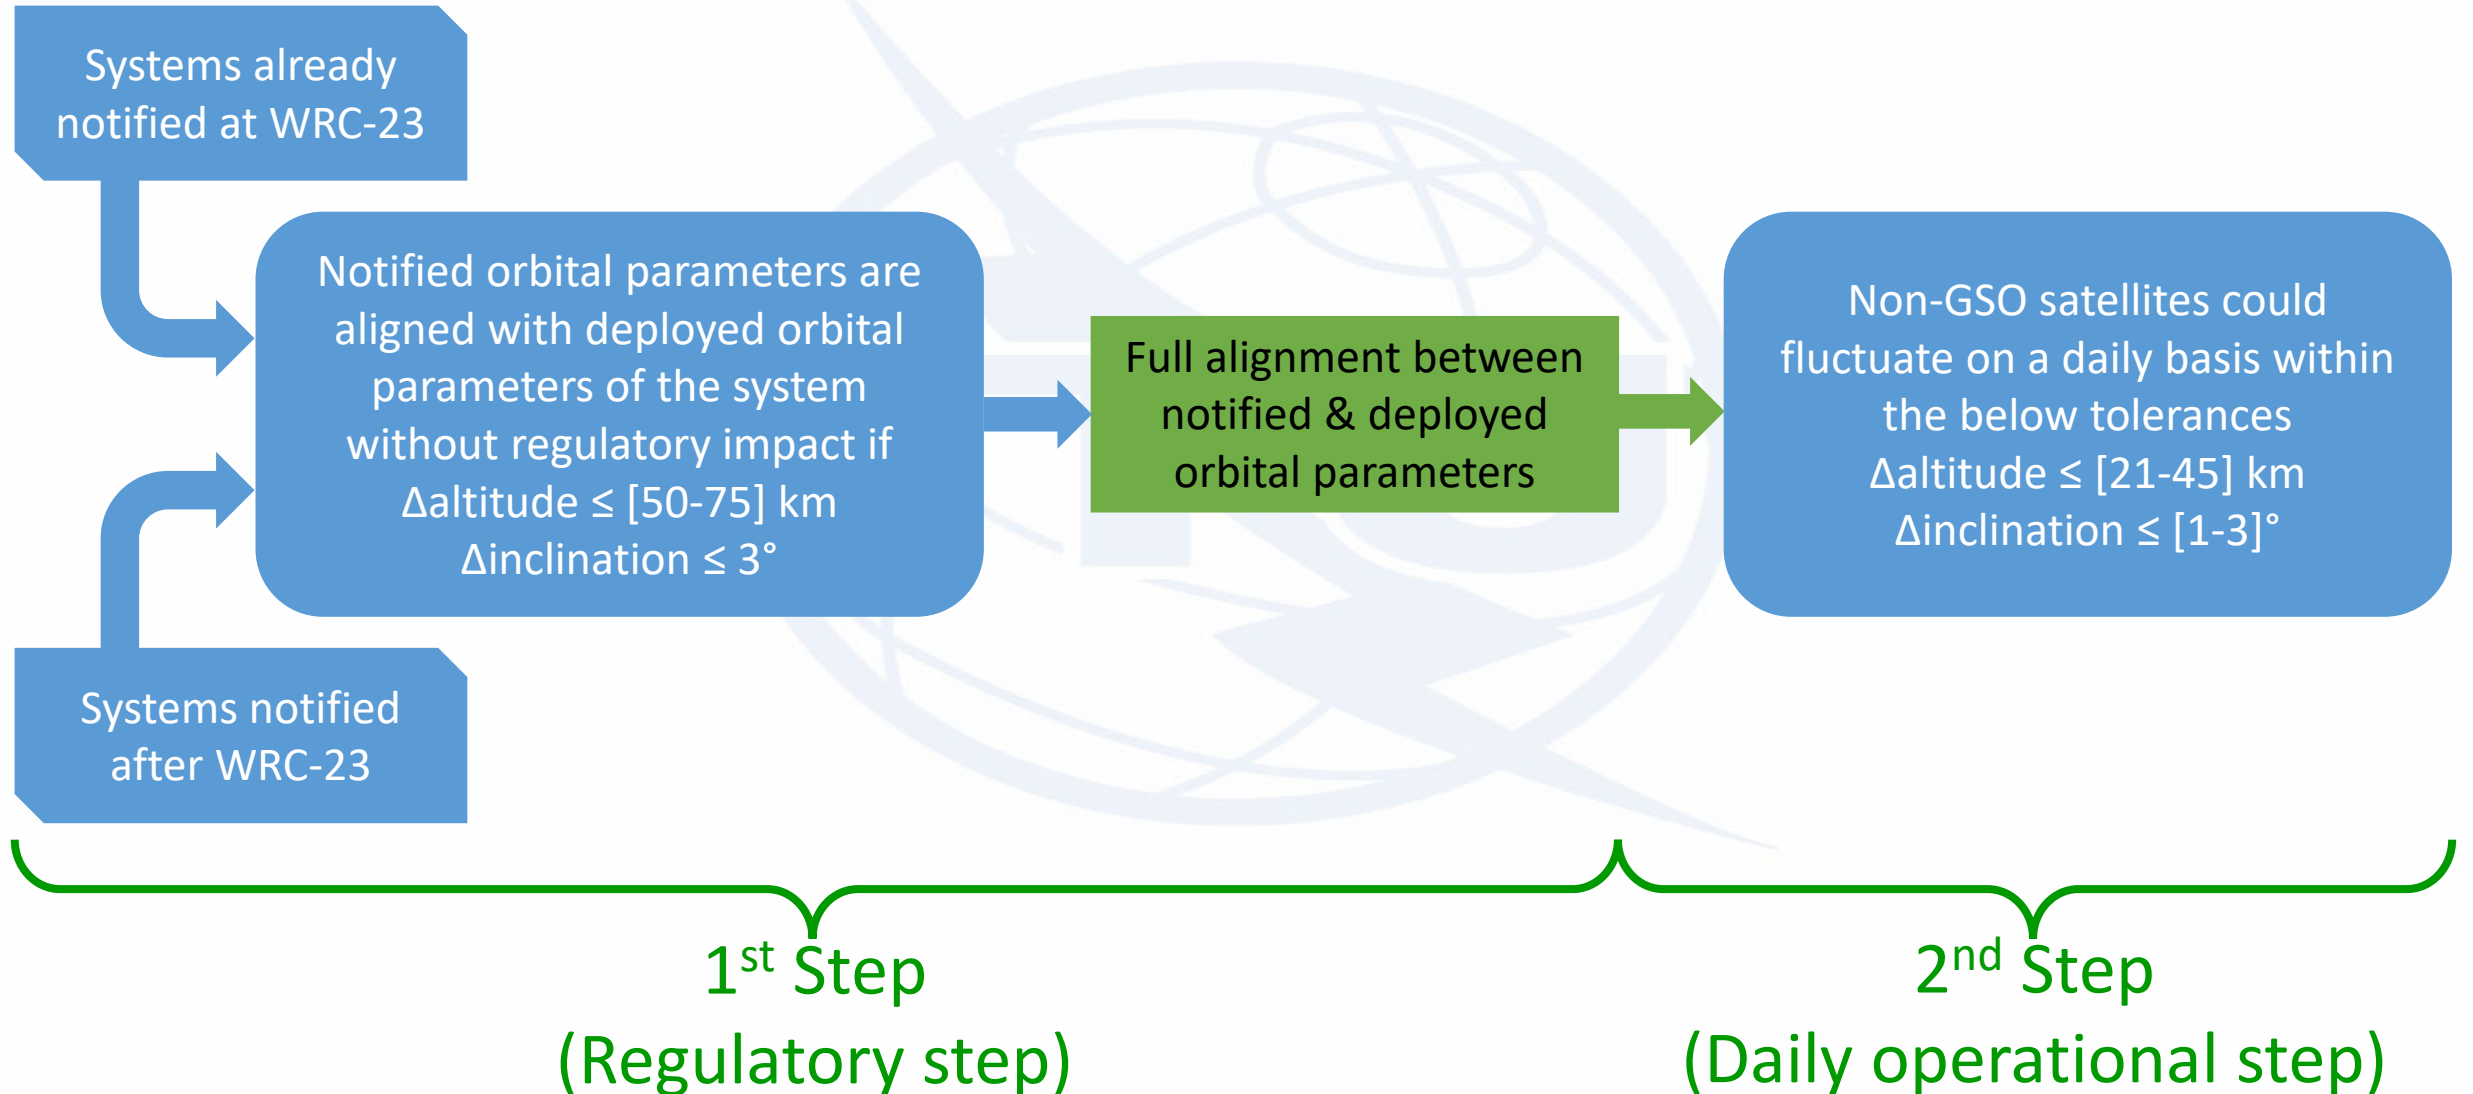 Systems already
notified at WRC-23
Notified orbital parameters are
aligned with deployed orbital
parameters of the system
without regulatory impact if
Δaltitude ≤ [50-75] km
Δinclination ≤ 3°
Systems notified
after WRC-23
Full alignment between
notified & deployed
orbital parameters
Non-GSO satellites could
fluctuate on a daily basis within
the below tolerances
Δaltitude ≤ [21-45] km
Δinclination ≤ [1-3]°
1st Step
(Regulatory step)
2nd Step
(Daily operational step)